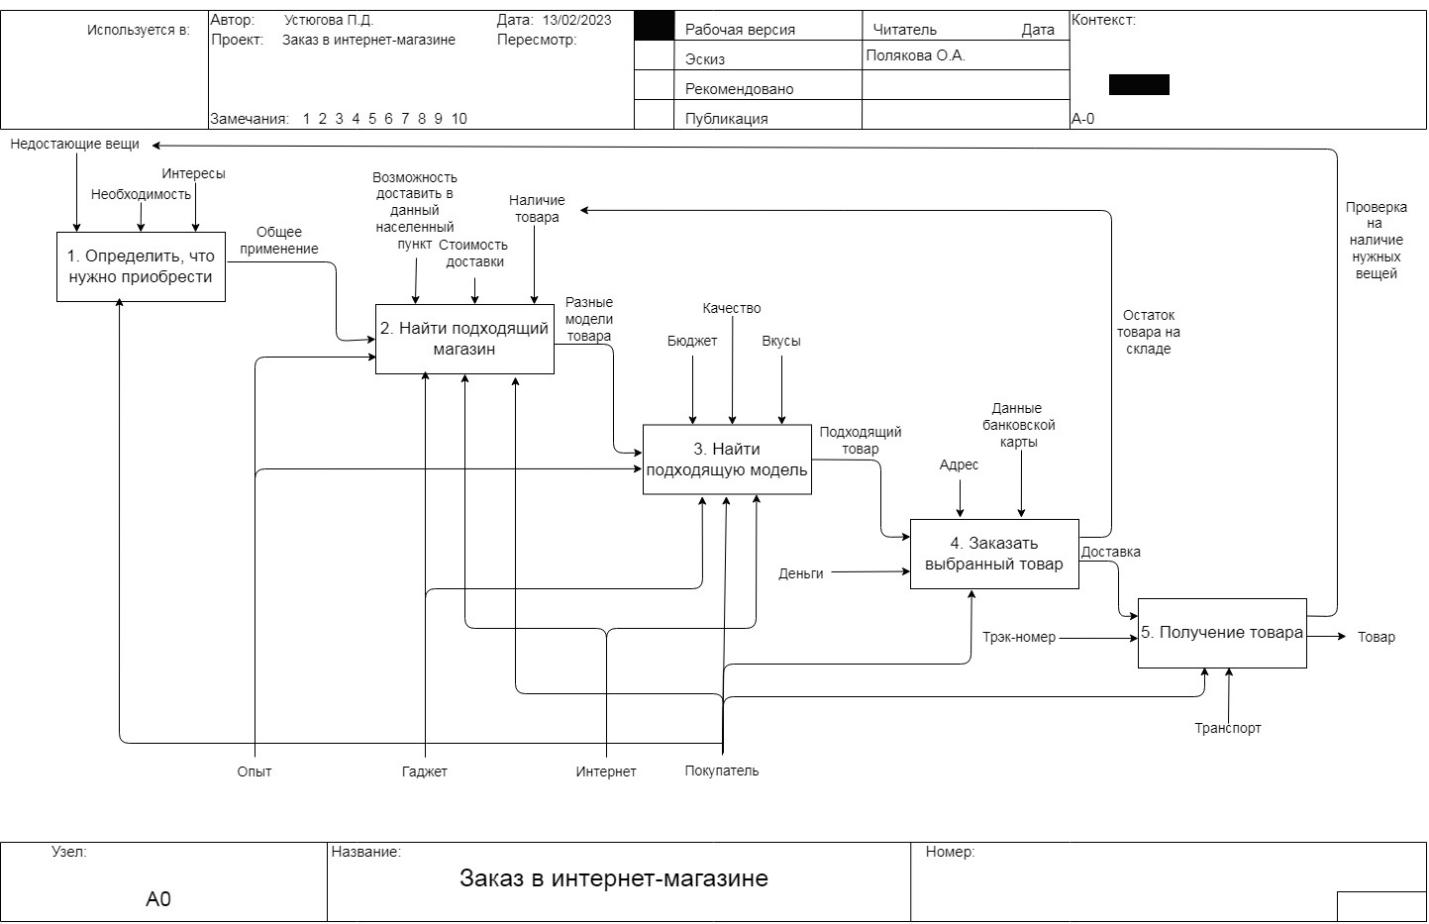 Используется в:
Автор: Устюгова П.Д. Дата: 13/02/2023
Проект: Заказ в интернет-магазине Пересмотр:
Замечания: 1 2 3 4 5 6 7 8 9 10
Рабочая версия
Эскиз
Рекомендовано
Публикация
Читатель Дата
Полякова О.А.
Контекст:
A-0
Недостающие вещи
Интересы
Необходимость
1. Определить, что
нужно приобрести
Общее
применение
Возможность
доставить в
данный
населенный
пункт
Стоимость
доставки
Наличие
товара
2. Найти подходящий
магазин
Разные
модели
товара
Качество
Бюджет
Вкусы
3. Найти
подходящую модель
Подходящий
товар
Данные
банковской
карты
Адрес
Деньги
4. Заказать
выбранный товар
Остаток
товара на
складе
Доставка
Проверка
на
наличие
нужных
вещей
Трэк-номер
5. Получение товара
Товар
Транспорт
Опыт
Гаджет
Интернет
Покупатель
Узел:
A0
Название:
Заказ в интернет-магазине
Номер: